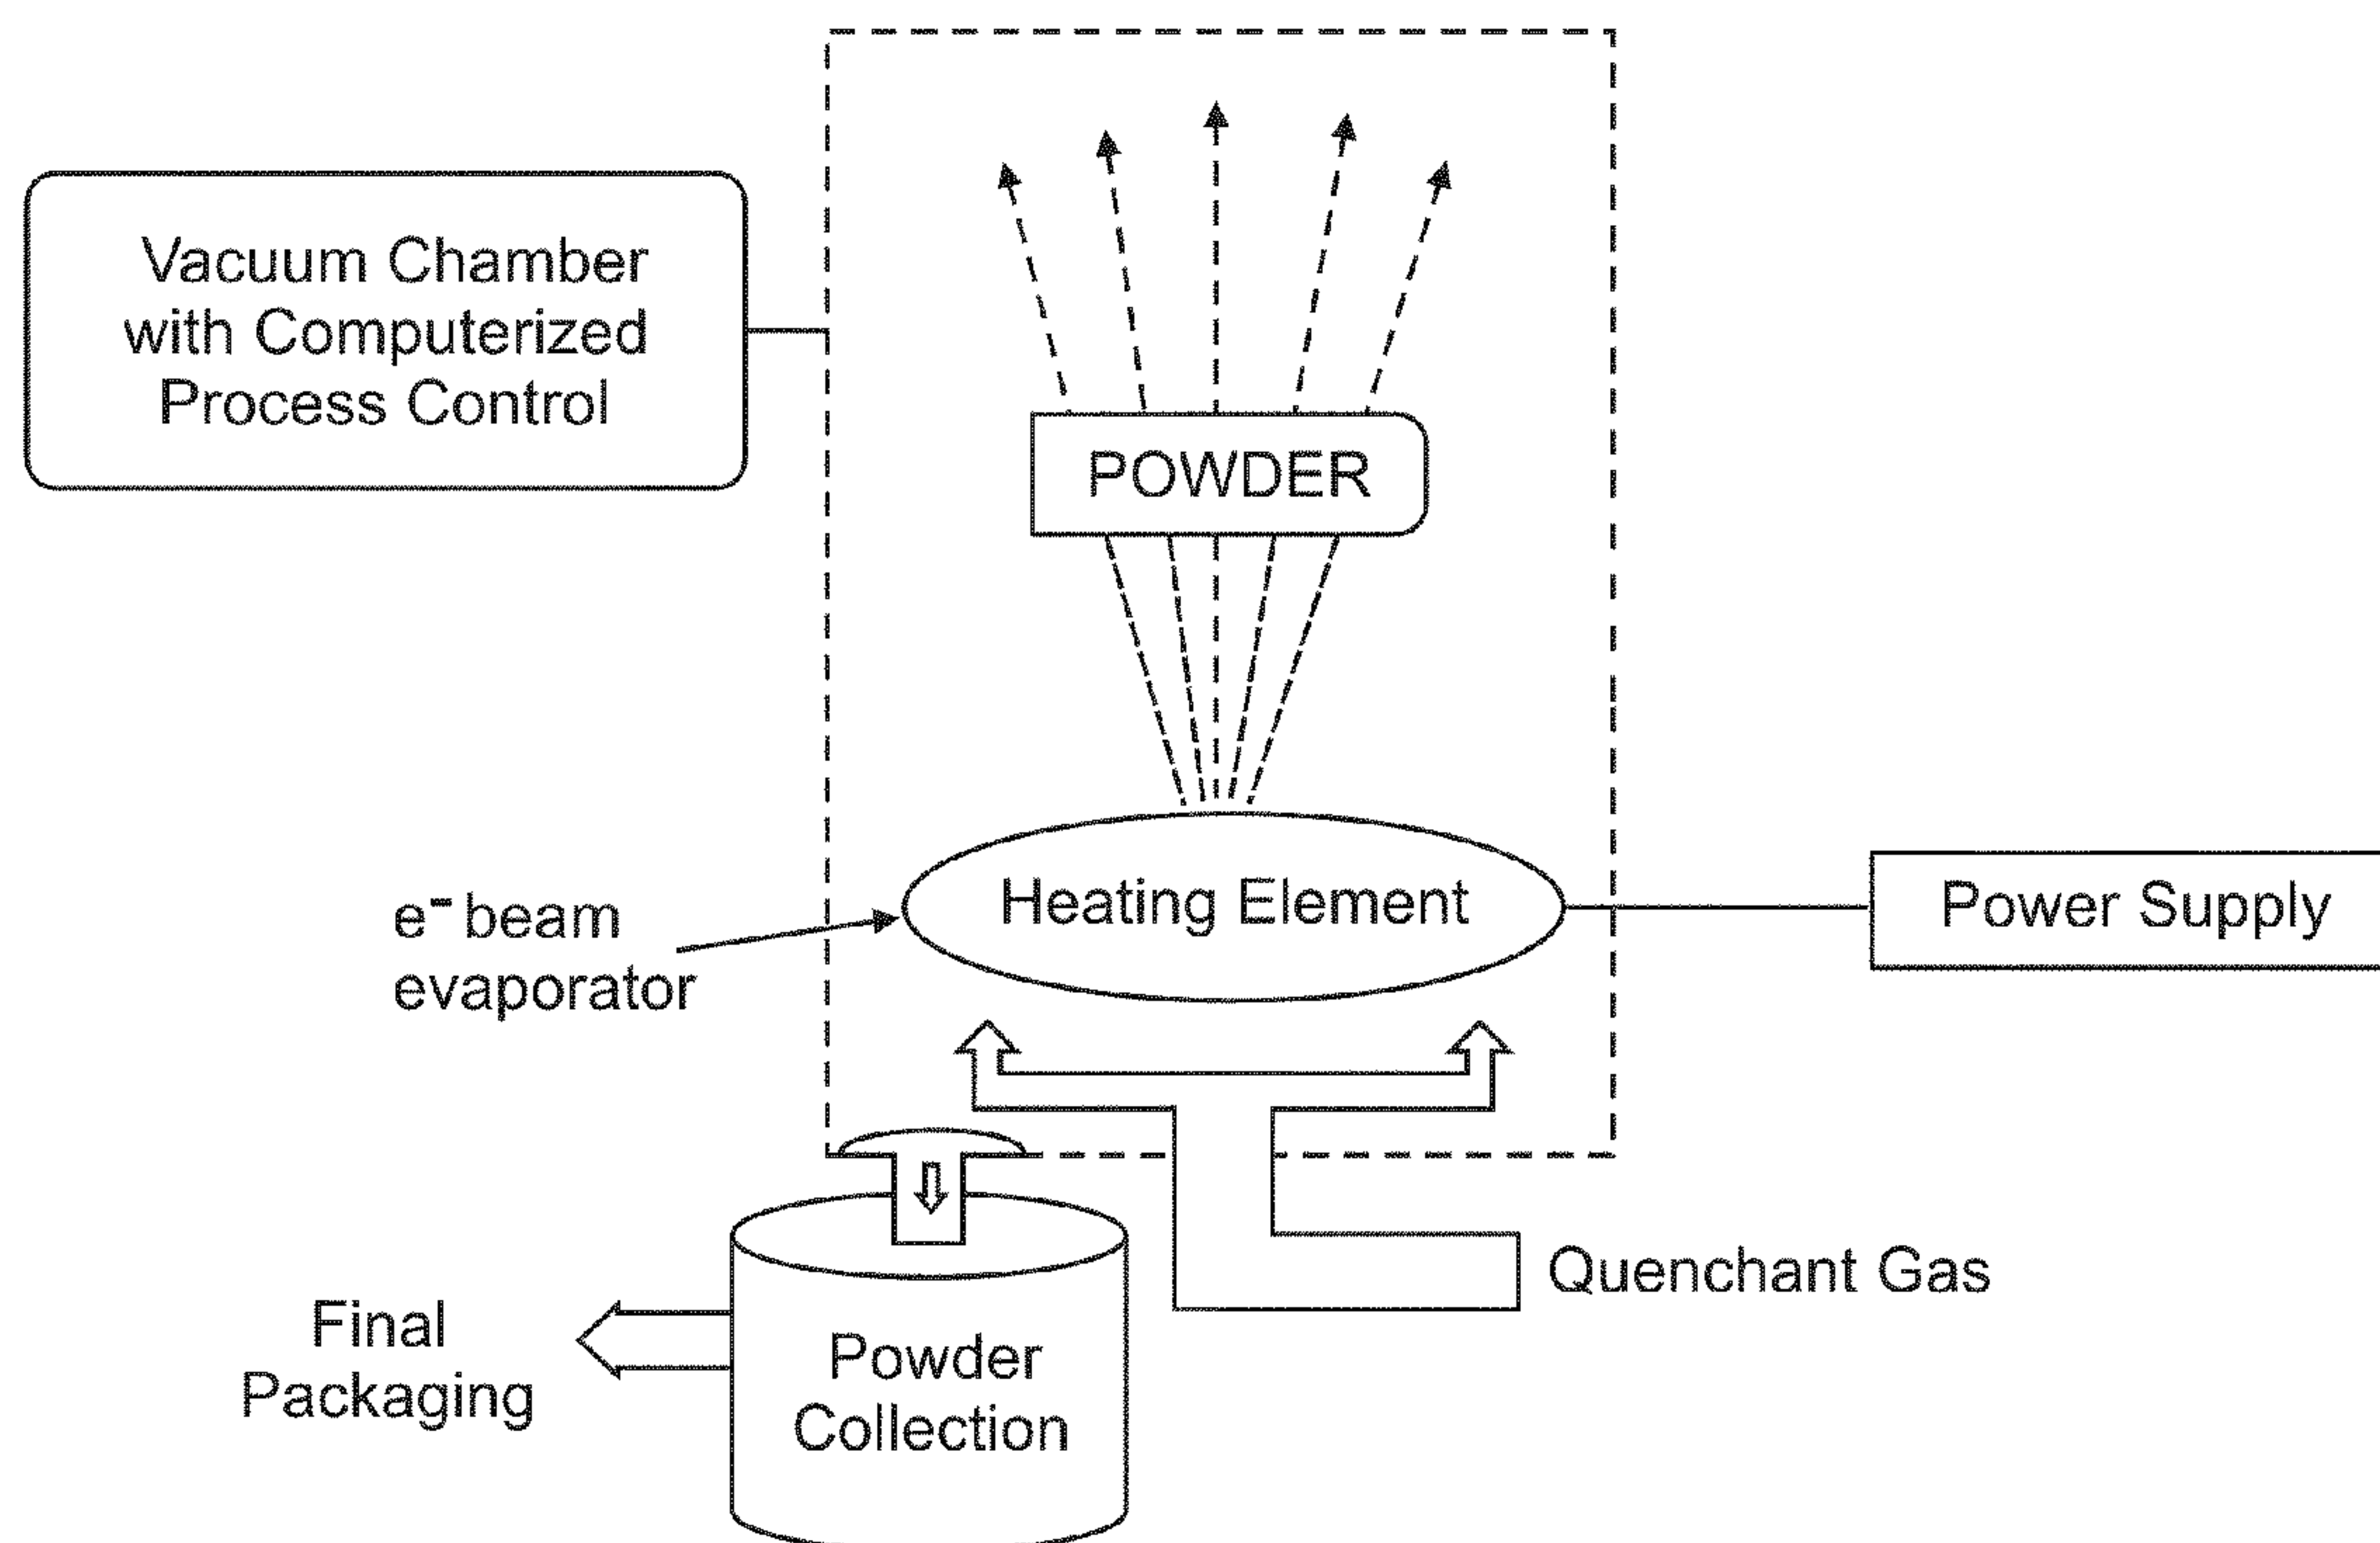 Vacuum Chamber
with Computerized
Process Control
POWDER
e⁻ beam
evaporator
Heating Element
Power Supply
Quenchant Gas
Final
Packaging
Powder
Collection